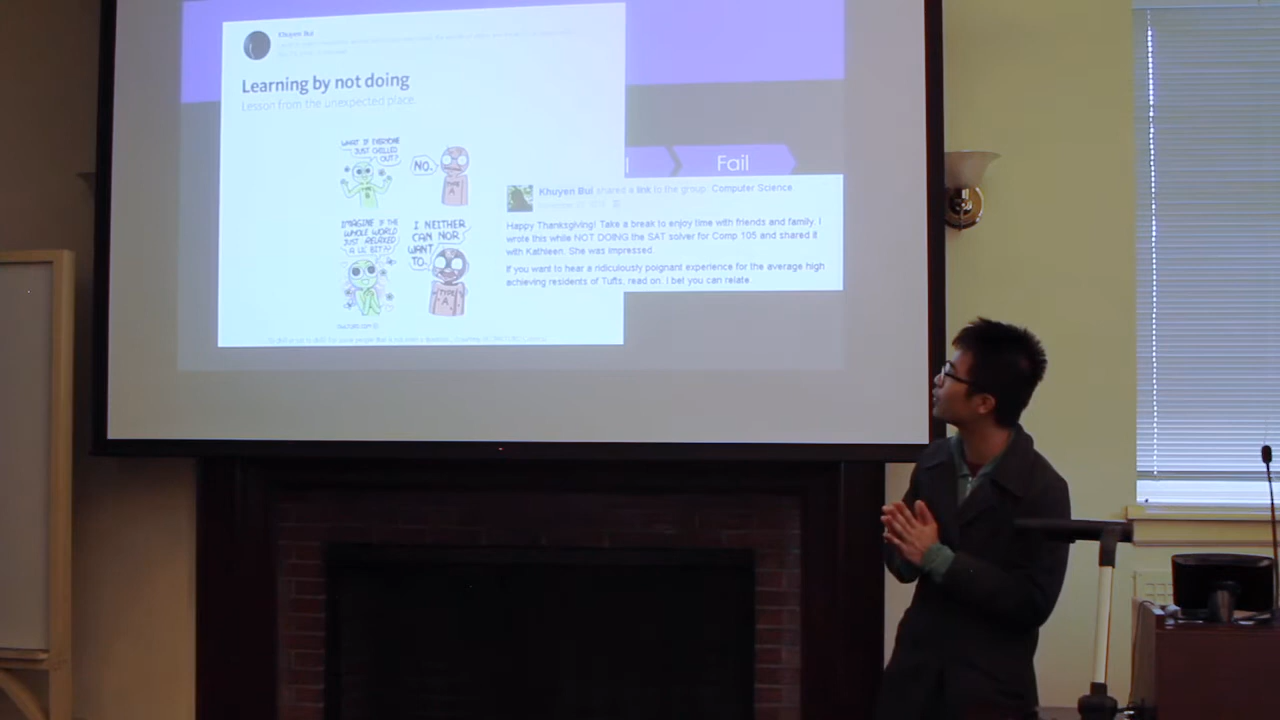 Khuyen Bui
Learning by not doing
Lesson from the unexpected place.
WHAT IF EVERYONE
JUST CHILLED
OUT?
NO.
TYPE
A
IMAGINE IF THE
WHOLE WORLD
JUST RELAXED
A LIL BIT?
I NEITHER
CAN NOR
WANT
TO.
TYPE
A
Fail
Khuyen Bui shared a link to the group: Computer Science.
Happy Thanksgiving! Take a break to enjoy time with friends and family. I
wrote this while NOT DOING the SAT solver for Comp 105 and shared it
with Kathleen. She was impressed.
If you want to hear a ridiculously poignant experience for the average high
achieving residents of Tufts, read on. I bet you can relate.